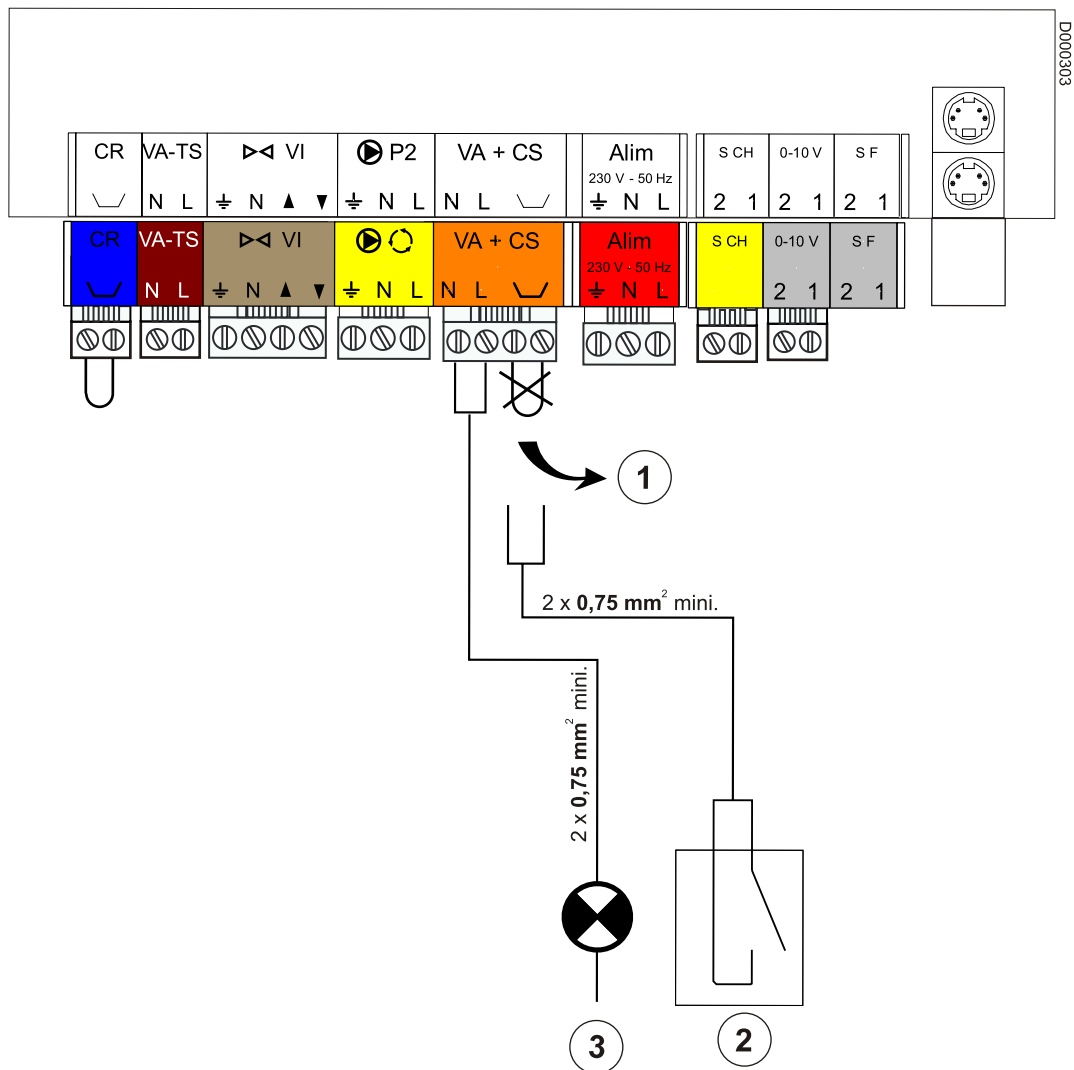 D000303
CR VA-TS VI P2 VA + CS Alim S CH 0-10 V S F
230 V - 50 Hz
N L N N L N L N L 2 1 2 1 2 1
CR VA-TS VI VA + CS Alim S CH 0-10 V S F
230 V - 50 Hz
N L N N L N L N L 2 1 2 1
1
2 x 0,75 mm² mini.
2 x 0,75 mm² mini.
3
2